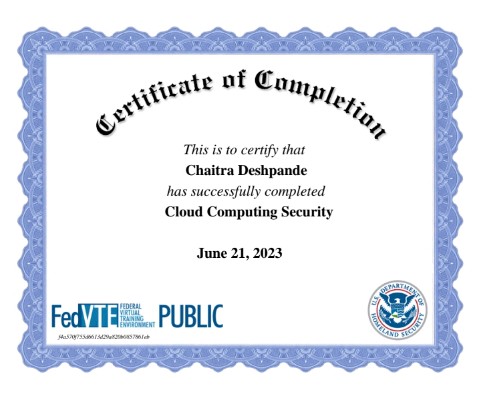 Certificate of Completion
This is to certify that
Chaitra Deshpande
has successfully completed
Cloud Computing Security
June 21, 2023
FedVTE FEDERAL VIRTUAL TRAINING ENVIRONMENT PUBLIC
U.S. DEPARTMENT OF HOMELAND SECURITY